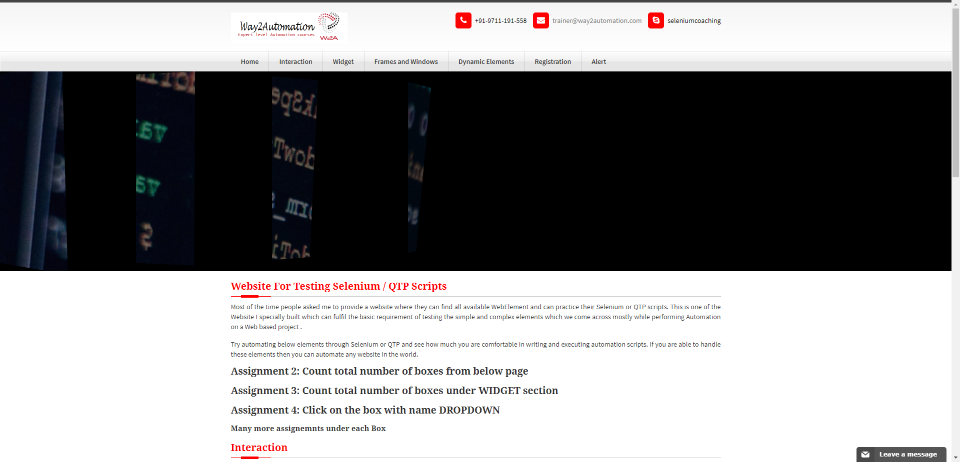 Way2Automation
Expert level Automation courses
W2A
+91-9711-191-558
trainer@way2automation.com
seleniumcoaching
Home
Interaction
Widget
Frames and Windows
Dynamic Elements
Registration
Alert
Website For Testing Selenium / QTP Scripts
Most of the time people asked me to provide a website where they can find all available WebElement and can practice their Selenium or QTP scripts. This is one of the
Website I specially built which can fulfil the basic requirement of testing the simple and complex elements which we come across mostly while performing Automation
on a Web based project .
Try automating below elements through Selenium or QTP and see how much you are comfortable in writing and executing automation scripts. If you are able to handle
these elements then you can automate any website in the world.
Assignment 2: Count total number of boxes from below page
Assignment 3: Count total number of boxes under WIDGET section
Assignment 4: Click on the box with name DROPDOWN
Many more assignemnts under each Box
Interaction
Leave a message